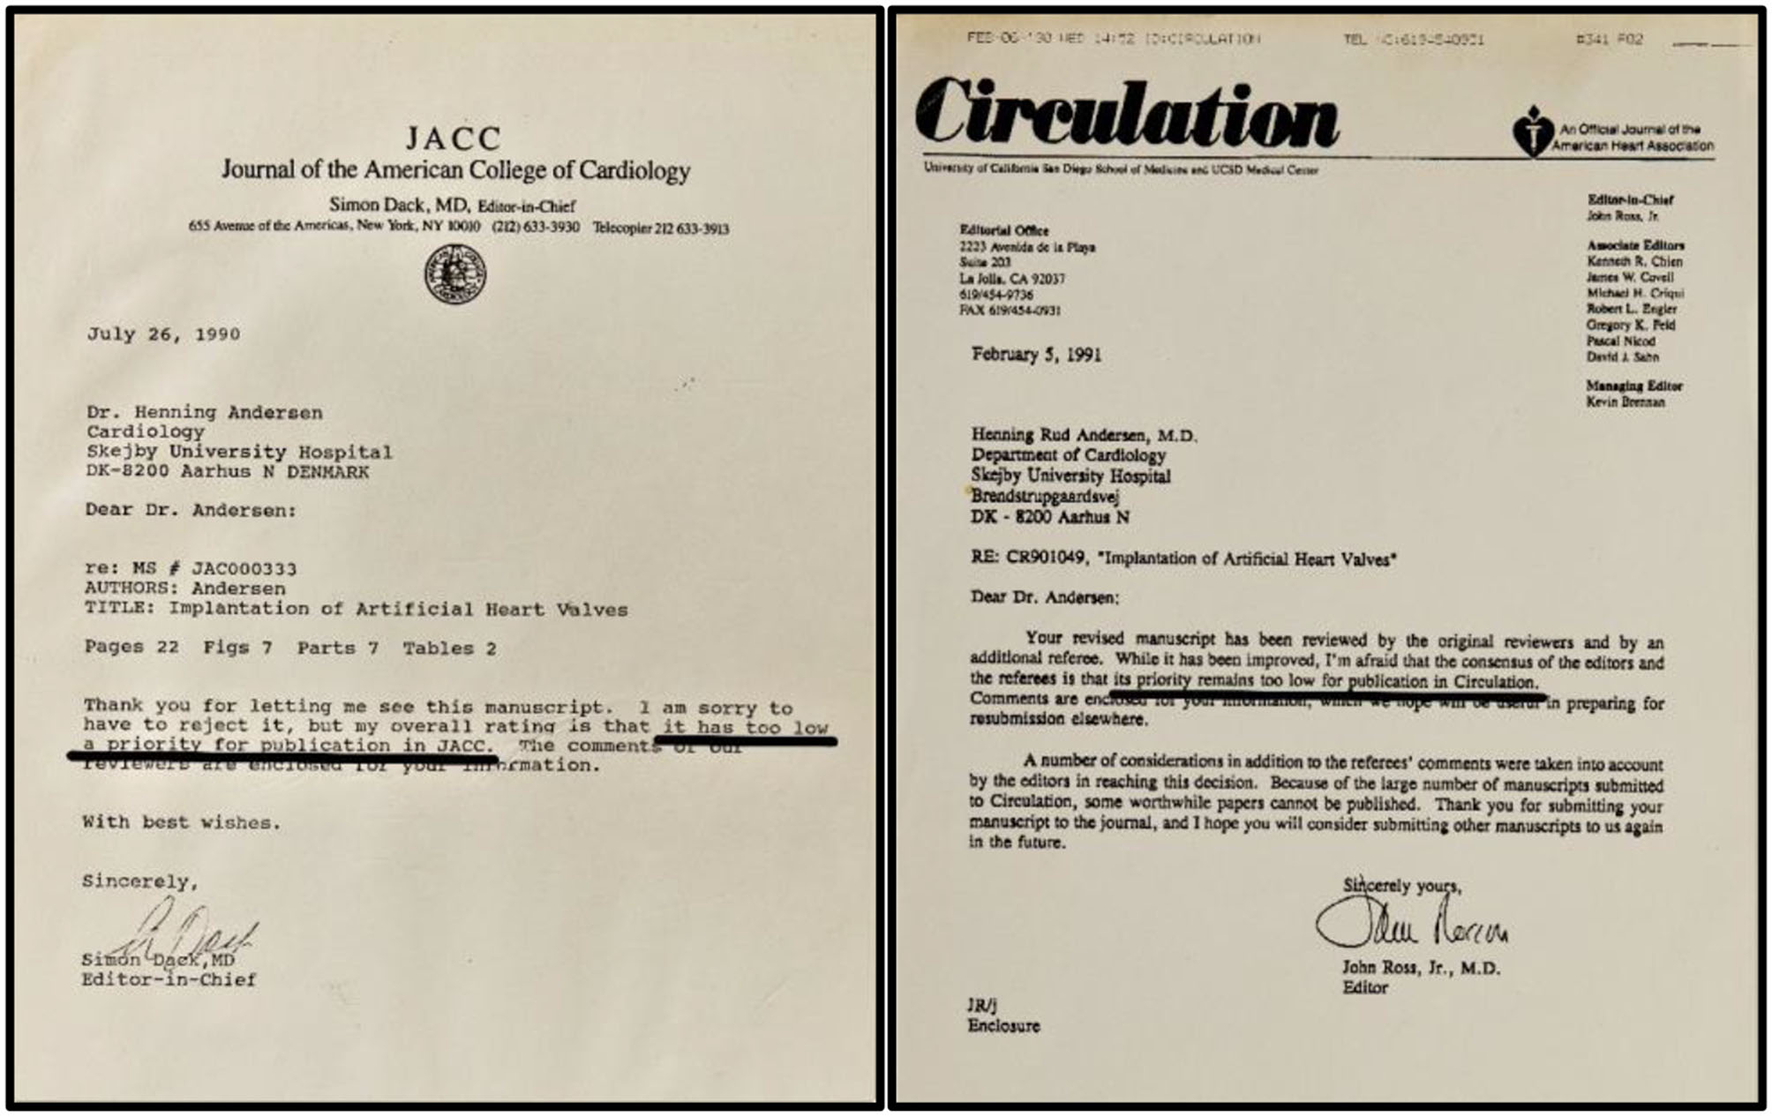 JACC
Journal of the American College of Cardiology
Simon Dack, MD, Editor-in-Chief
655 Avenue of the Americas, New York, NY 10010 (212) 633-3930 Telecopier 212 633-3913
July 26, 1990
Dr. Henning Andersen
Cardiology
Skejby University Hospital
DK-8200 Aarhus N DENMARK
Dear Dr. Andersen:
re: MS # JAC000333
AUTHORS: Andersen
TITLE: Implantation of Artificial Heart Valves
Pages 22 Figs 7 Parts 7 Tables 2
Thank you for letting me see this manuscript. I am sorry to
have to reject it, but my overall rating is that it has too low
a priority for publication in JACC. The comments of our
reviewers are enclosed for your information.
With best wishes.
Sincerely,
Simon Dack, MD
Editor-in-Chief
14:52 ID:CIRCULATION TEL #341 P02
Circulation
An Official Journal of the
American Heart Association
University of California San Diego School of Medicine and UCSD Medical Center
Editor-in-Chief
John Ross, Jr.
Associate Editors
Kenneth R. Chien
James W. Covell
Michael H. Criqui
Robert L. Engler
Gregory K. Feld
Pascal Nicod
David J. Sahn
Managing Editor
Kevin Brennan
Editorial Office
2223 Avenida de la Playa
Suite 203
La Jolla, CA 92037
619/454-9736
FAX 619/454-0931
February 5, 1991
Henning Rud Andersen, M.D.
Department of Cardiology
Skejby University Hospital
Brendstrupgaardsvej
DK - 8200 Aarhus N
RE: CR901049, "Implantation of Artificial Heart Valves"
Dear Dr. Andersen:
Your revised manuscript has been reviewed by the original reviewers and by an
additional referee. While it has been improved, I'm afraid that the consensus of the editors and
the referees is that its priority remains too low for publication in Circulation.
Comments are enclosed for your information, which we hope will be useful in preparing for
resubmission elsewhere.
A number of considerations in addition to the referees' comments were taken into account
by the editors in reaching this decision. Because of the large number of manuscripts submitted
to Circulation, some worthwhile papers cannot be published. Thank you for submitting your
manuscript to the journal, and I hope you will consider submitting other manuscripts to us again
in the future.
Sincerely yours,
John Ross, Jr., M.D.
Editor
JR/j
Enclosure